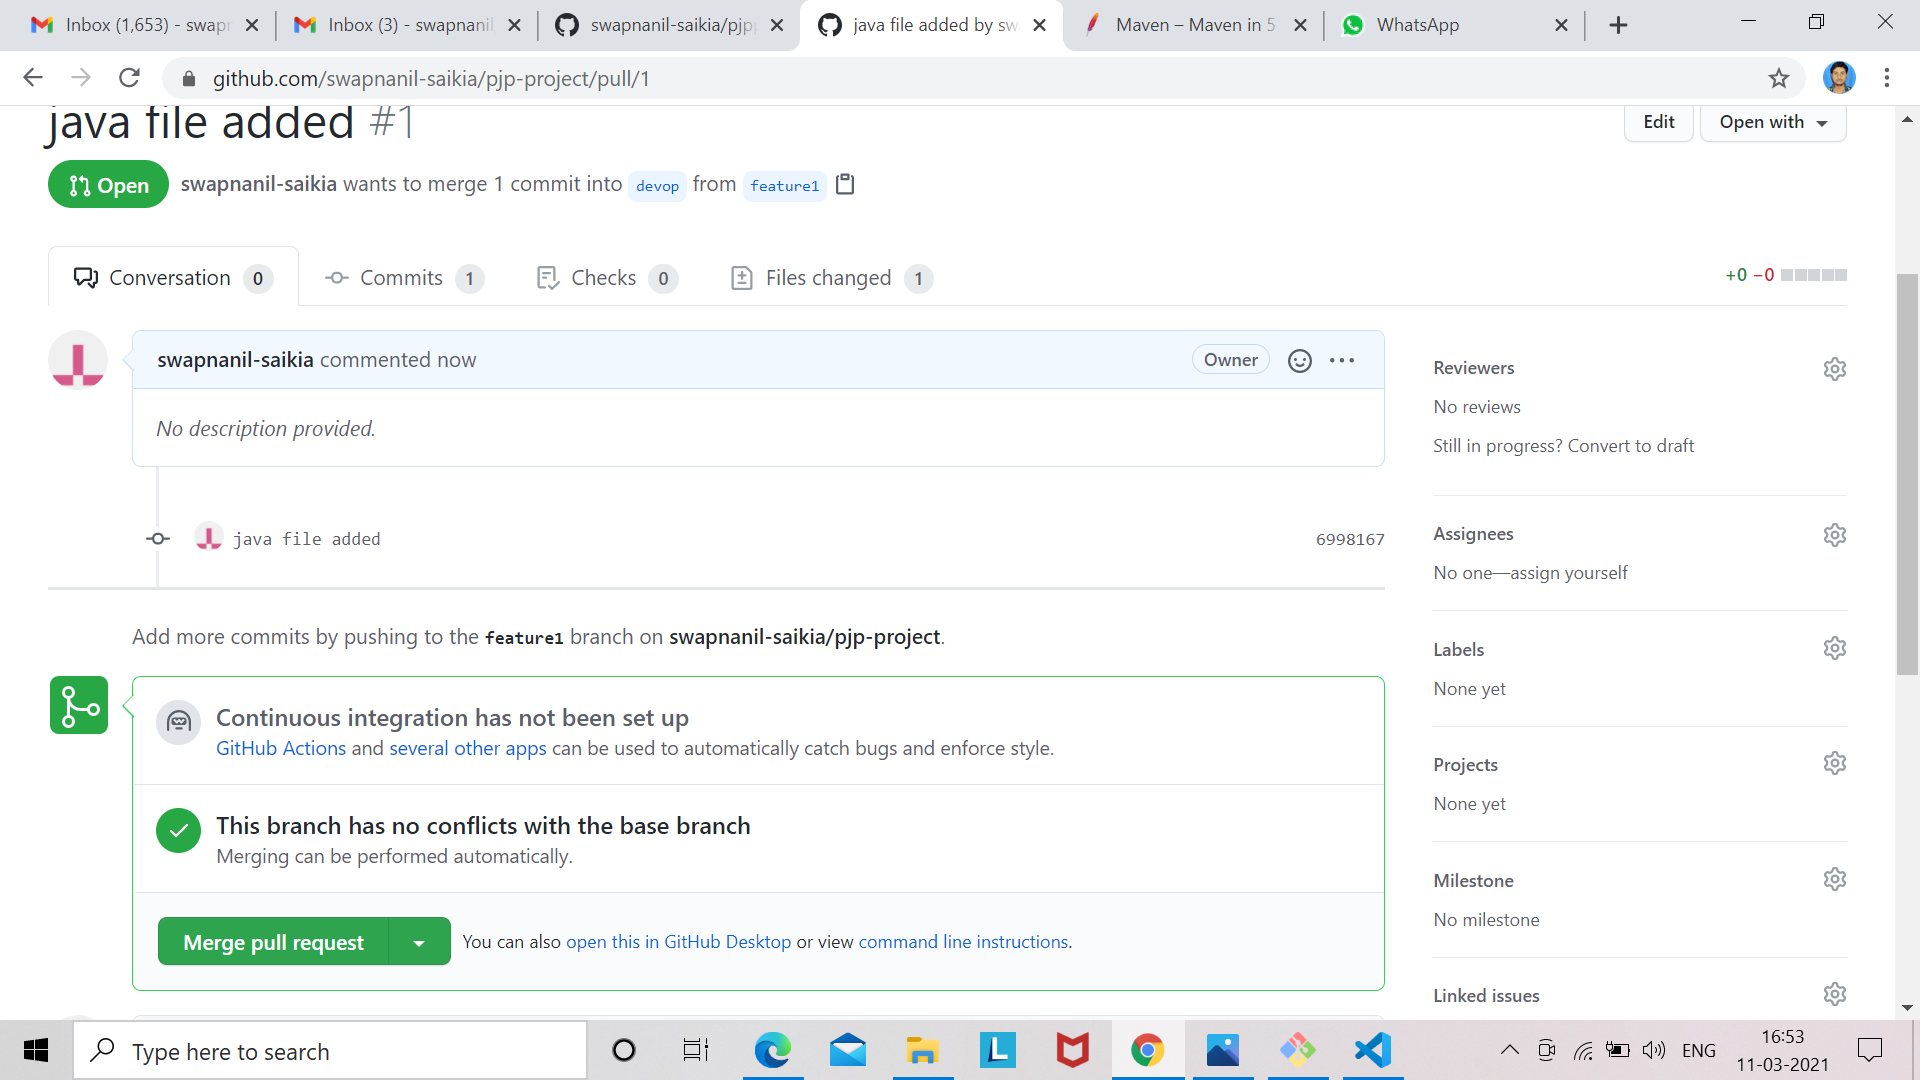 Inbox (1,653) - swapn
Inbox (3) - swapnanil
swapnanil-saikia/pjp
java file added by sw
Maven – Maven in 5
WhatsApp
github.com/swapnanil-saikia/pjp-project/pull/1
java file added #1
Edit
Open with
Open
swapnanil-saikia wants to merge 1 commit into devop from feature1
Conversation 0
Commits 1
Checks 0
Files changed 1
+0 −0
swapnanil-saikia commented now
Owner
No description provided.
java file added
6998167
Add more commits by pushing to the feature1 branch on swapnanil-saikia/pjp-project.
Continuous integration has not been set up
GitHub Actions and several other apps can be used to automatically catch bugs and enforce style.
This branch has no conflicts with the base branch
Merging can be performed automatically.
Merge pull request
You can also open this in GitHub Desktop or view command line instructions.
Reviewers
No reviews
Still in progress? Convert to draft
Assignees
No one—assign yourself
Labels
None yet
Projects
None yet
Milestone
No milestone
Linked issues
Type here to search
L
ENG
16:53
11-03-2021